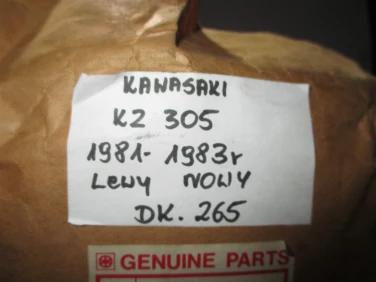 KAWASAKI
KZ 305
1981- 1983r
Lewy NOWY
DK. 265
GENUINE PARTS